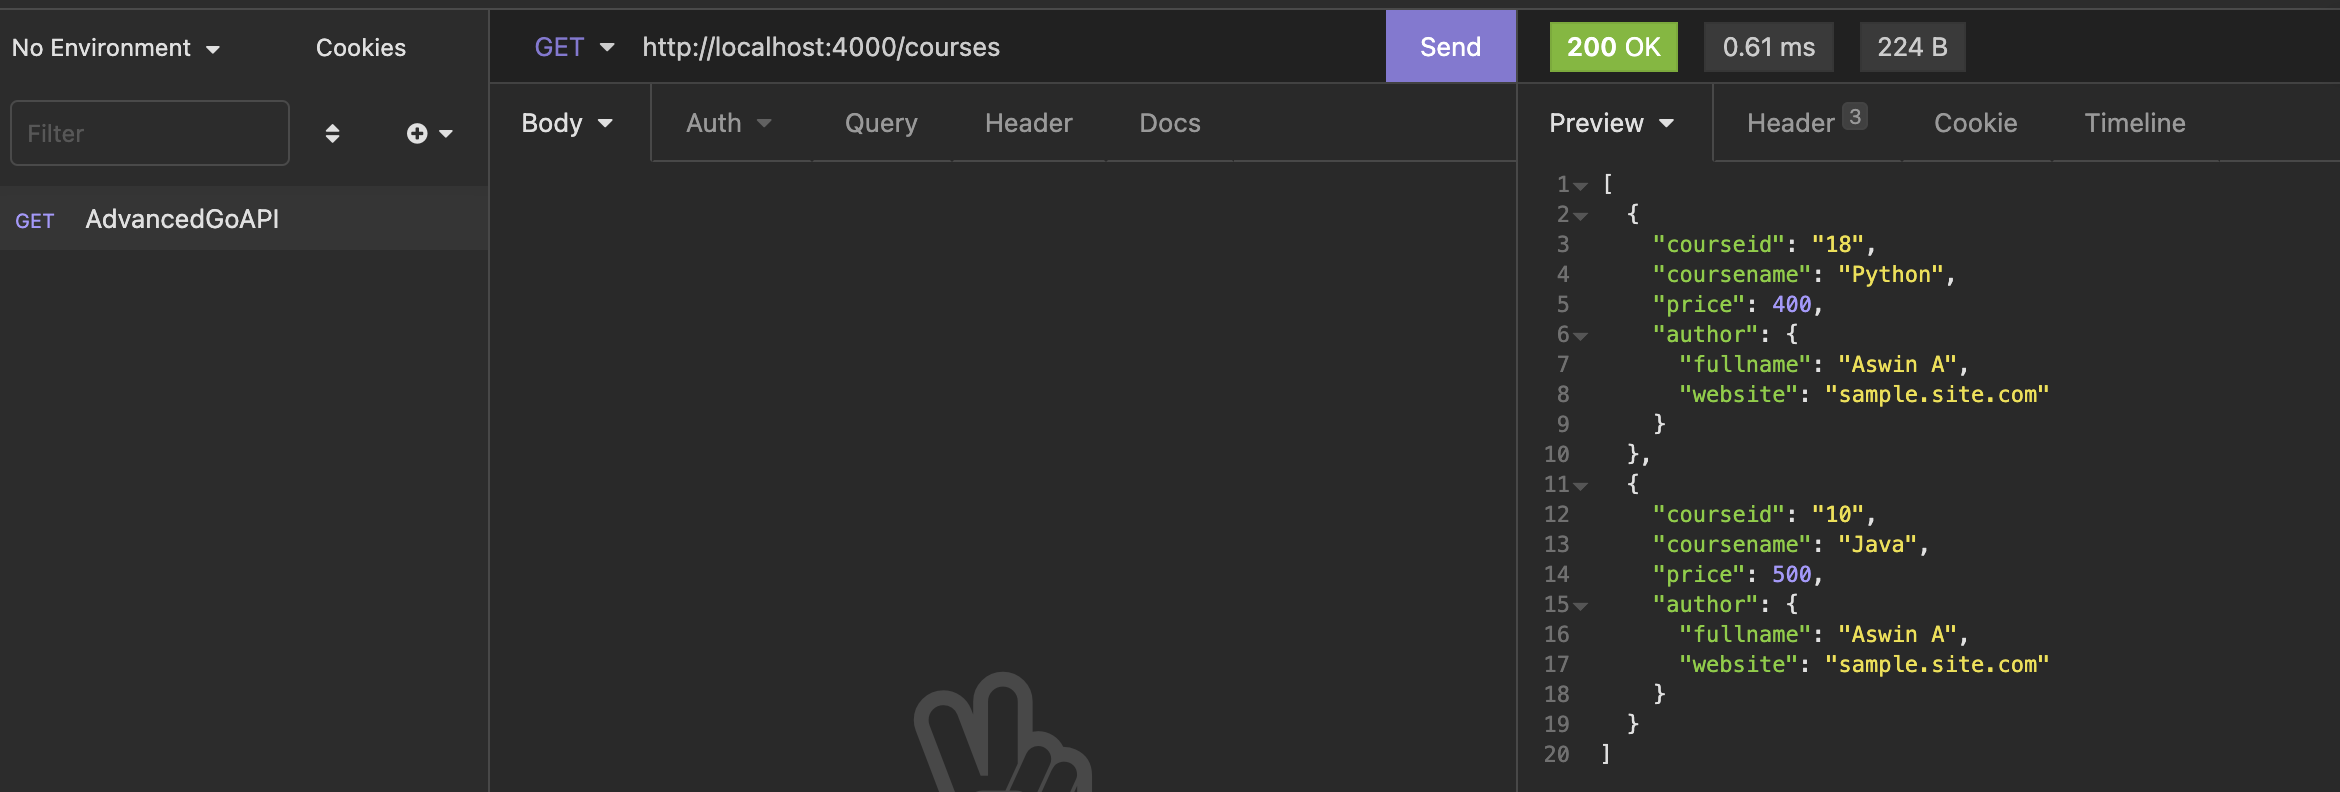 No Environment Cookies
Filter
GET AdvancedGoAPI
GET http://localhost:4000/courses Send
Body Auth Query Header Docs
200 OK 0.61 ms 224 B
Preview Header 3 Cookie Timeline
1 [
2 {
3 "courseid": "18",
4 "coursename": "Python",
5 "price": 400,
6 "author": {
7 "fullname": "Aswin A",
8 "website": "sample.site.com"
9 }
10 },
11 {
12 "courseid": "10",
13 "coursename": "Java",
14 "price": 500,
15 "author": {
16 "fullname": "Aswin A",
17 "website": "sample.site.com"
18 }
19 }
20 ]